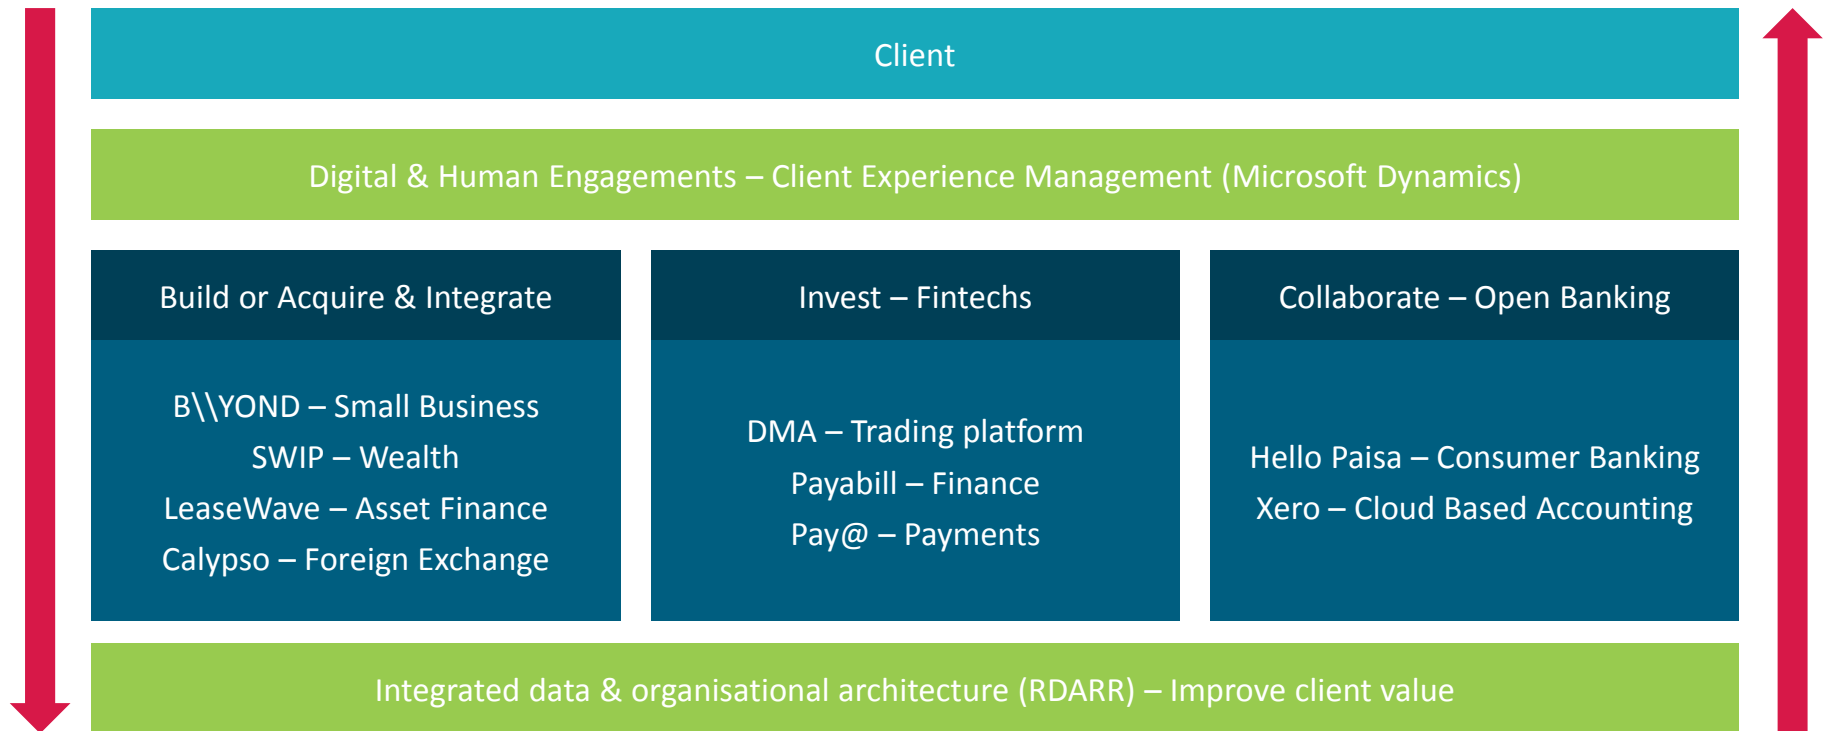 Client
Digital & Human Engagements – Client Experience Management (Microsoft Dynamics)
Build or Acquire & Integrate
B\\YOND – Small Business
SWIP – Wealth
LeaseWave – Asset Finance
Calypso – Foreign Exchange
Invest – Fintechs
DMA – Trading platform
Payabill – Finance
Pay@ – Payments
Collaborate – Open Banking
Hello Paisa – Consumer Banking
Xero – Cloud Based Accounting
Integrated data & organisational architecture (RDARR) – Improve client value